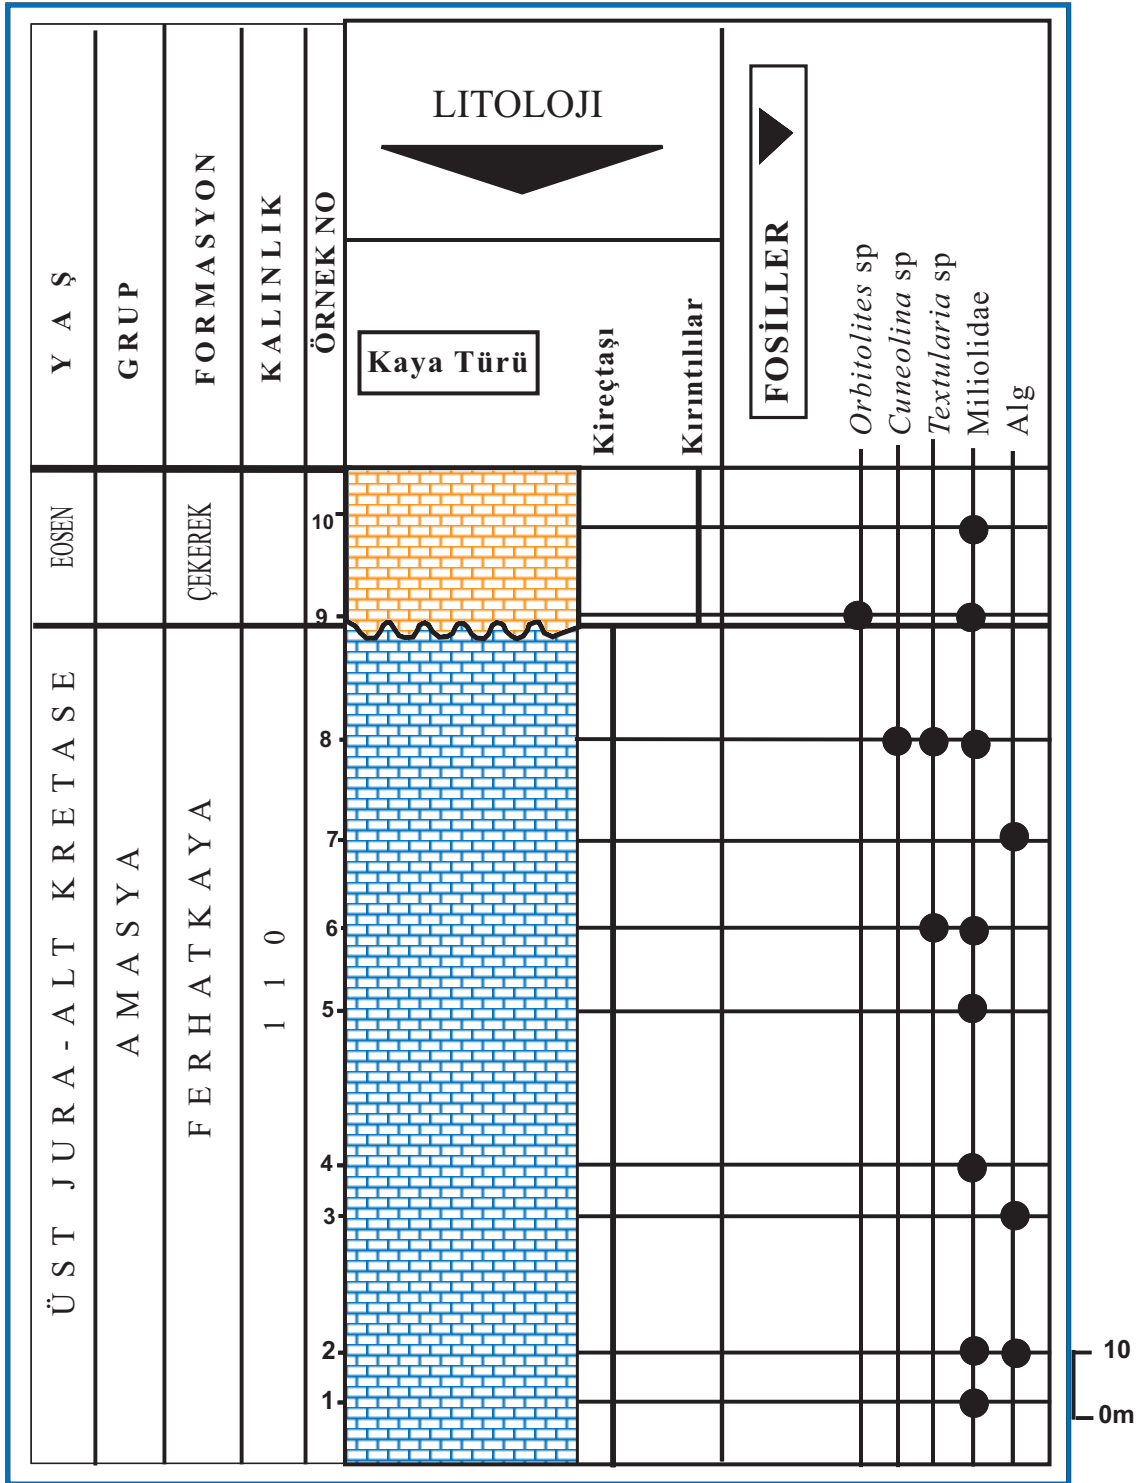 YAŞ
GRUP
FORMASYON
KALINLIK
ÖRNEK NO
LITOLOJI
Kaya Türü
Kireçtaşı
Kırıntılılar
FOSİLLER
Orbitolites sp
Cuneolina sp
Textularia sp
Miliolidae
Alg
EOSEN
ÇEKEREK
10
9
ÜST JURA-ALT KRETASE
AMASYA
FERHATKAYA
110
8
7
6
5
4
3
2
1
10
0m